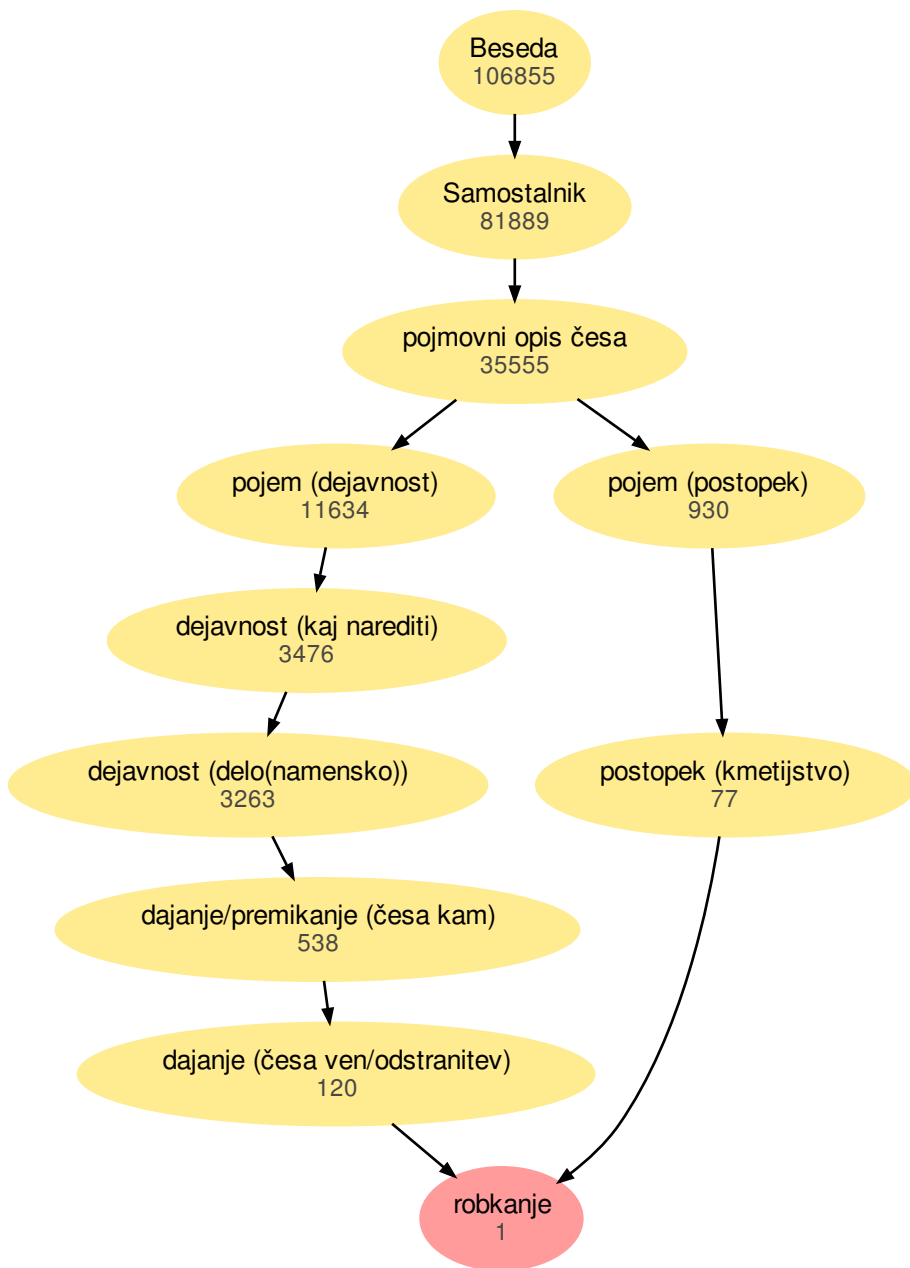 Beseda
106855
Samostalnik
81889
pojmovni opis česa
35555
pojem (dejavnost)
11634
pojem (postopek)
930
dejavnost (kaj narediti)
3476
dejavnost (delo(namensko))
3263
postopek (kmetijstvo)
77
dajanje/premikanje (česa kam)
538
dajanje (česa ven/odstranitev)
120
robkanje
1